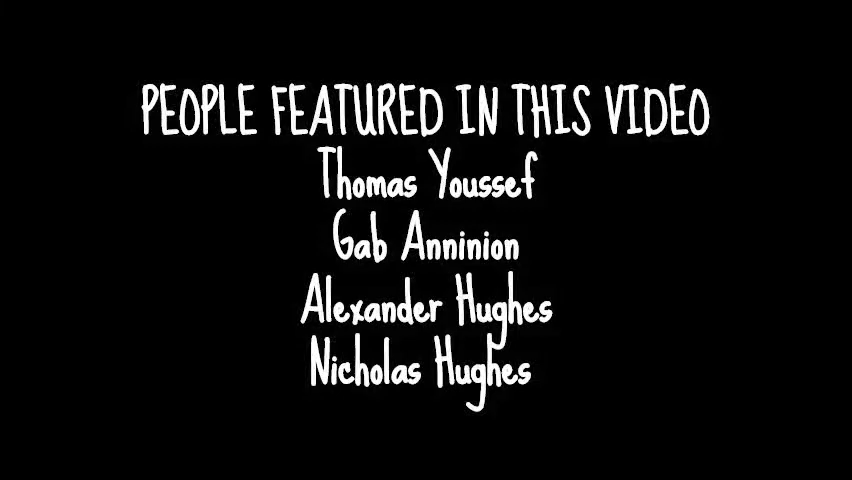 PEOPLE FEATURED IN THIS VIDEO
Thomas Youssef
Gab Anninion
Alexander Hughes
Nicholas Hughes